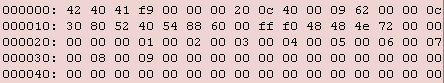 000000: 42 40 41 f9 00 00 00 20 0c 40 00 09 62 00 00 0c
000010: 30 80 52 40 54 88 60 00 ff f0 48 48 4e 72 00 00
000020: 00 00 00 01 00 02 00 03 00 04 00 05 00 06 00 07
000030: 00 08 00 09 00 00 00 00 00 00 00 00 00 00 00 00
000040: 00 00 00 00 00 00 00 00 00 00 00 00 00 00 00 00